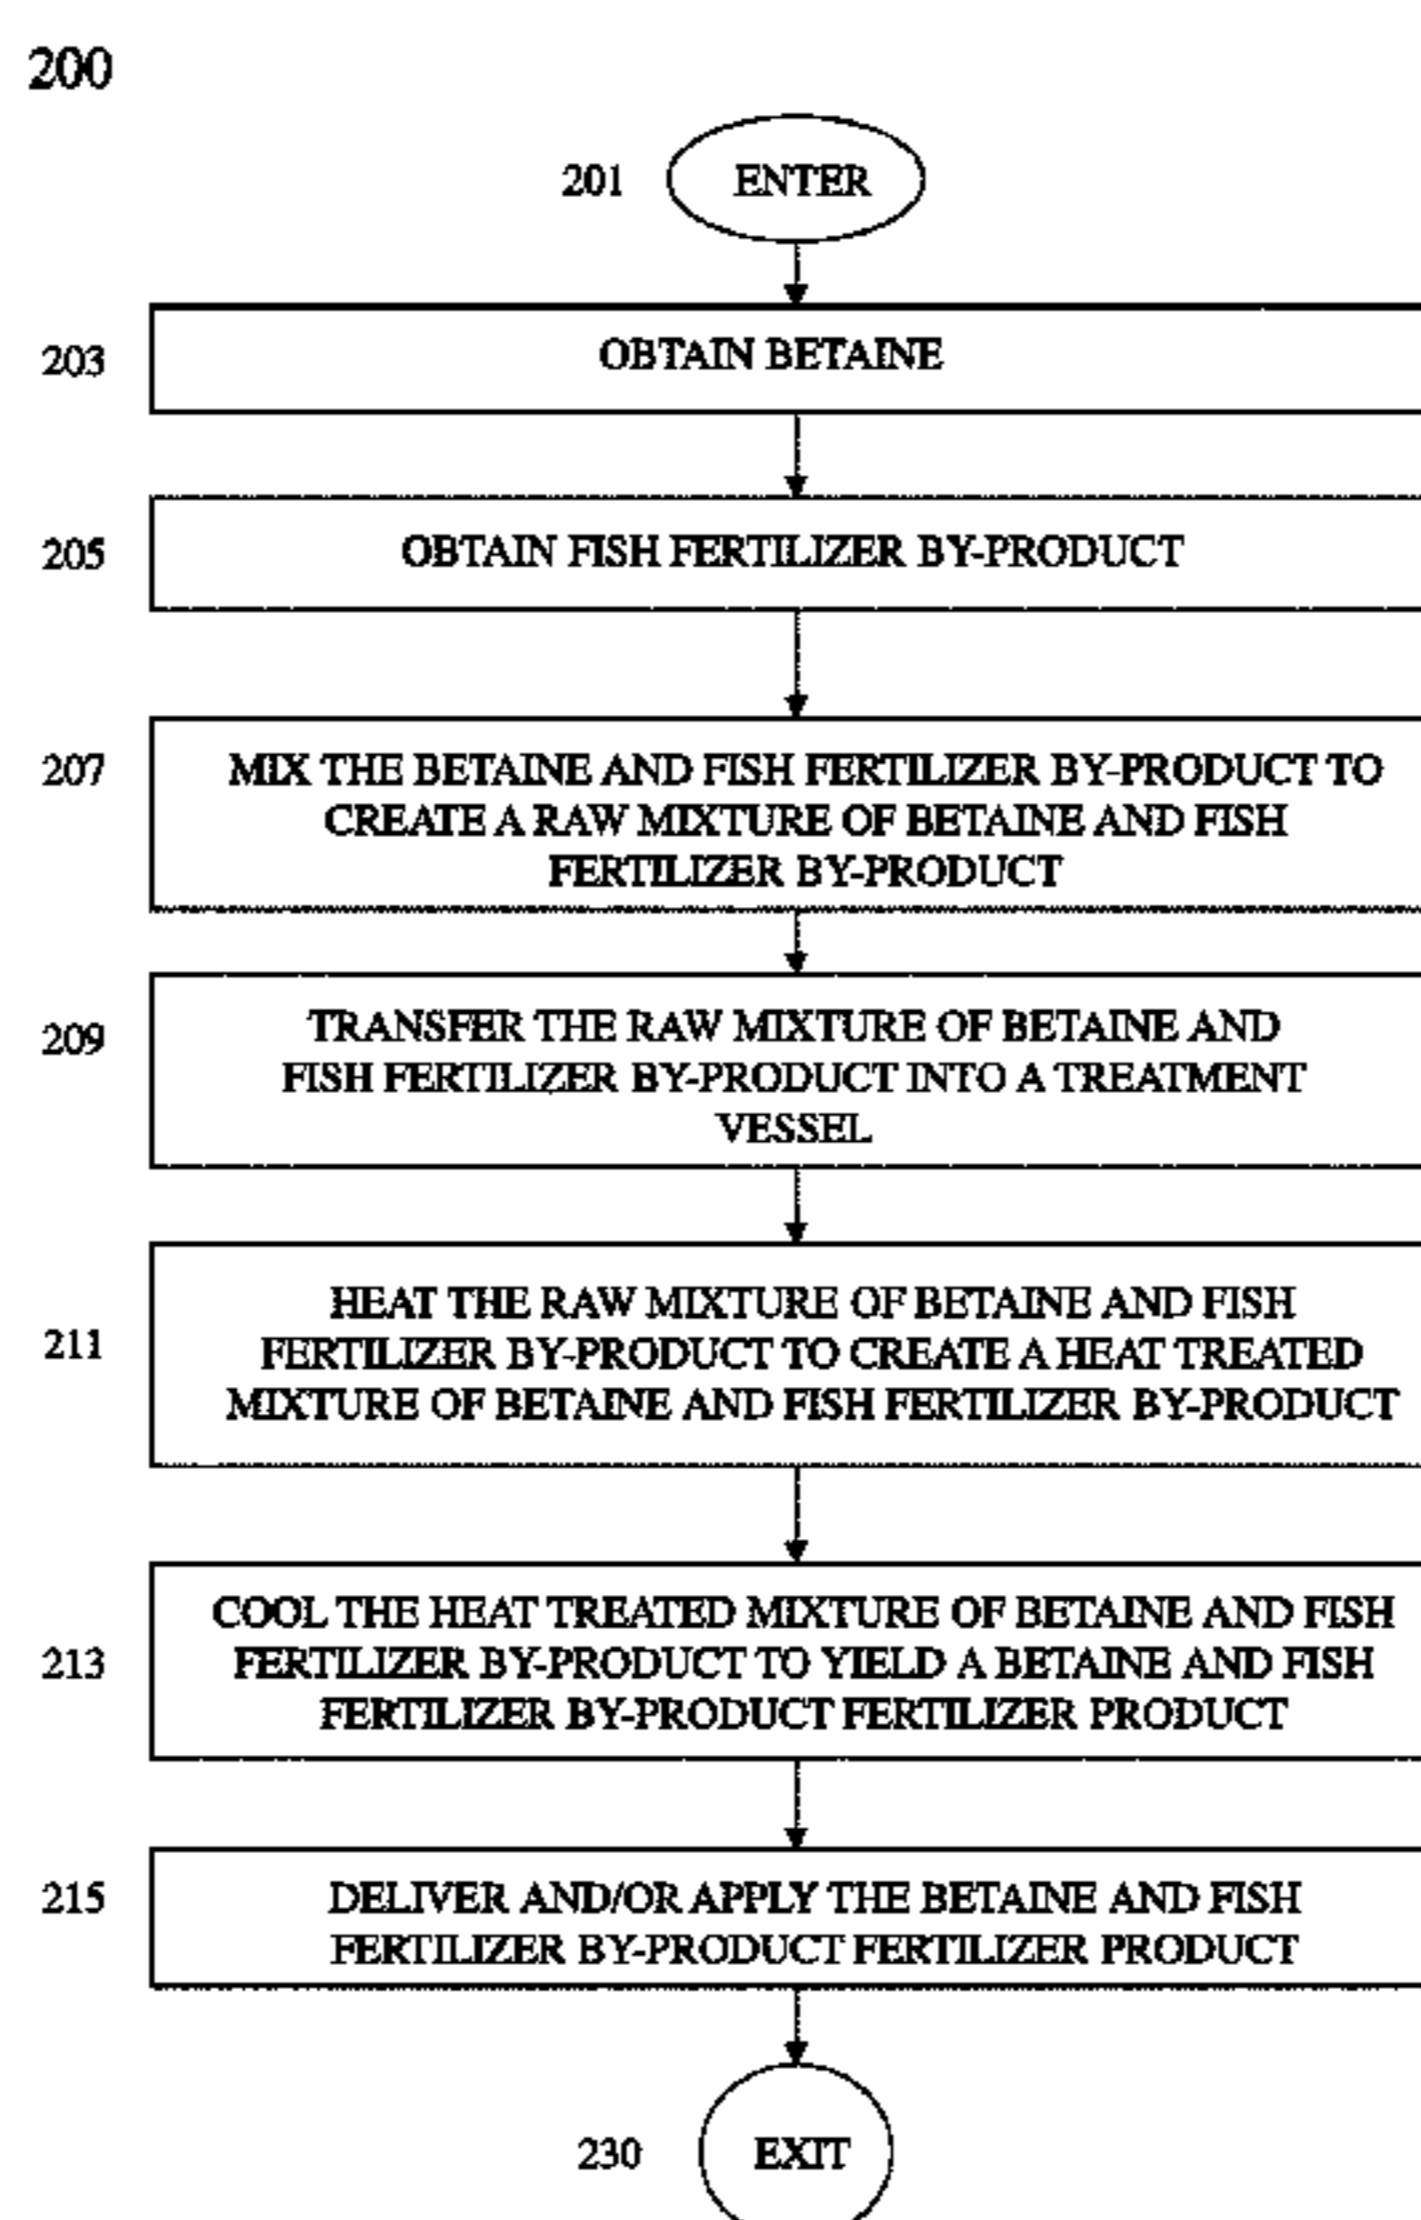 200
201 ENTER
203 OBTAIN BETAINE
205 OBTAIN FISH FERTILIZER BY-PRODUCT
207 MIX THE BETAINE AND FISH FERTILIZER BY-PRODUCT TO
CREATE A RAW MIXTURE OF BETAINE AND FISH
FERTILIZER BY-PRODUCT
209 TRANSFER THE RAW MIXTURE OF BETAINE AND
FISH FERTILIZER BY-PRODUCT INTO A TREATMENT
VESSEL
HEAT THE RAW MIXTURE OF BETAINE AND FISH
211 FERTILIZER BY-PRODUCT TO CREATE A HEAT TREATED
MIXTURE OF BETAINE AND FISH FERTILIZER BY-PRODUCT
COOL THE HEAT TREATED MIXTURE OF BETAINE AND FISH
213 FERTILIZER BY-PRODUCT TO YIELD A BETAINE AND FISH
FERTILIZER BY-PRODUCT FERTILIZER PRODUCT
215 DELIVER AND/OR APPLY THE BETAINE AND FISH
FERTILIZER BY-PRODUCT FERTILIZER PRODUCT
230 EXIT